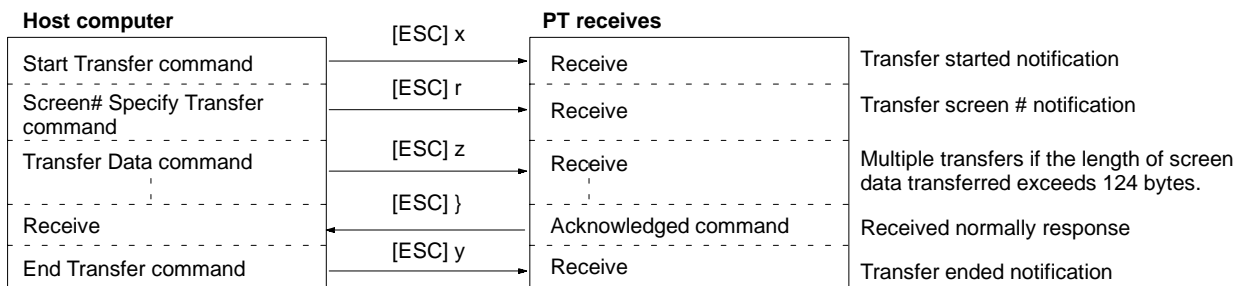 Host computer
PT receives
[ESC] x
Start Transfer command
Receive
Transfer started notification
[ESC] r
Screen# Specify Transfer
command
Receive
Transfer screen # notification
[ESC] z
Transfer Data command
Receive
Multiple transfers if the length of screen
data transferred exceeds 124 bytes.
[ESC] }
Receive
Acknowledged command
Received normally response
[ESC] y
End Transfer command
Receive
Transfer ended notification